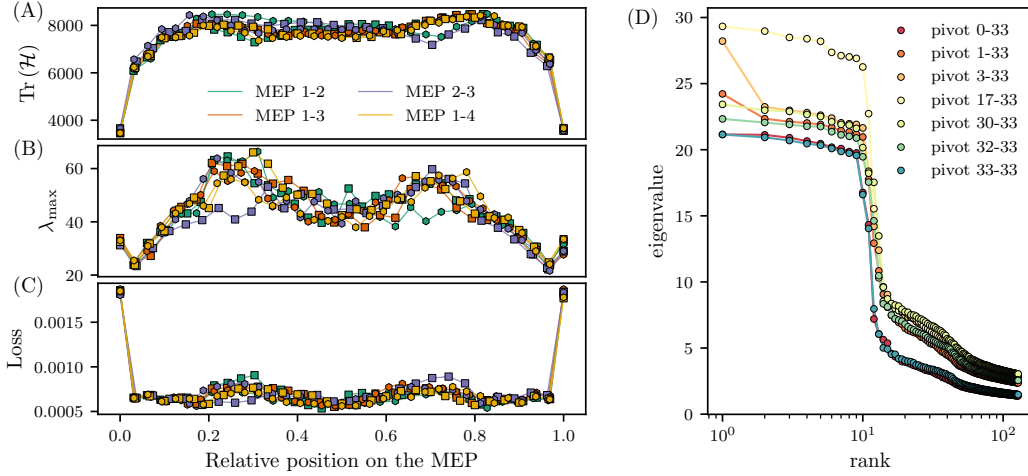 (A)
8000
6000
4000
Tr (ℋ)
MEP 1-2
MEP 2-3
MEP 1-3
MEP 1-4
(B)
60
40
20
λmax
(C)
0.0015
0.0010
0.0005
Loss
0.0 0.2 0.4 0.6 0.8 1.0
Relative position on the MEP
(D)
30
25
20
15
10
5
0
eigenvalue
pivot 0-33
pivot 1-33
pivot 3-33
pivot 17-33
pivot 30-33
pivot 32-33
pivot 33-33
10⁰ 10¹ 10²
rank